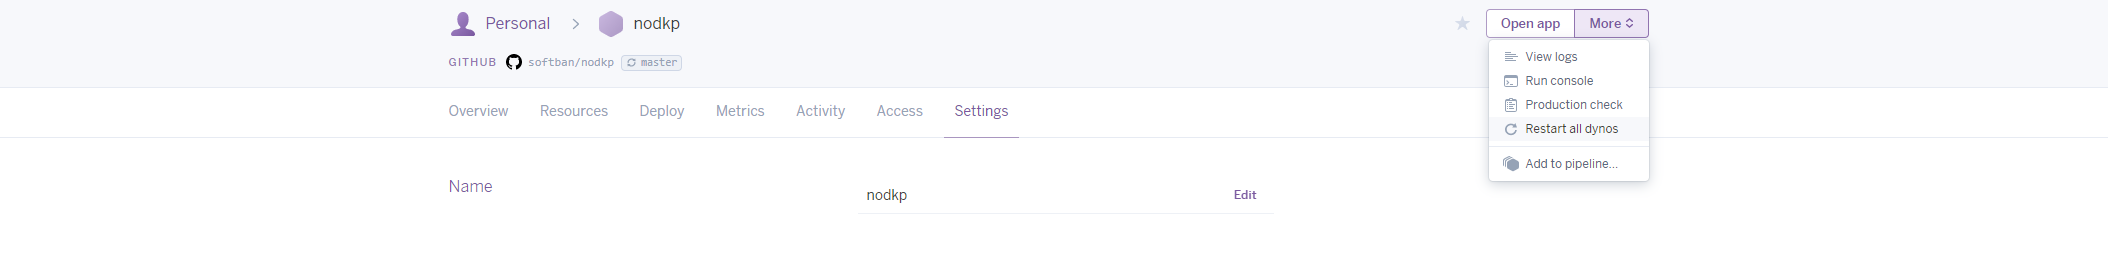 Personal > nodkp
Open app More
GITHUB softban/nodkp master
View logs
Run console
Production check
Restart all dynos
Add to pipeline...
Overview Resources Deploy Metrics Activity Access Settings
Name
nodkp Edit